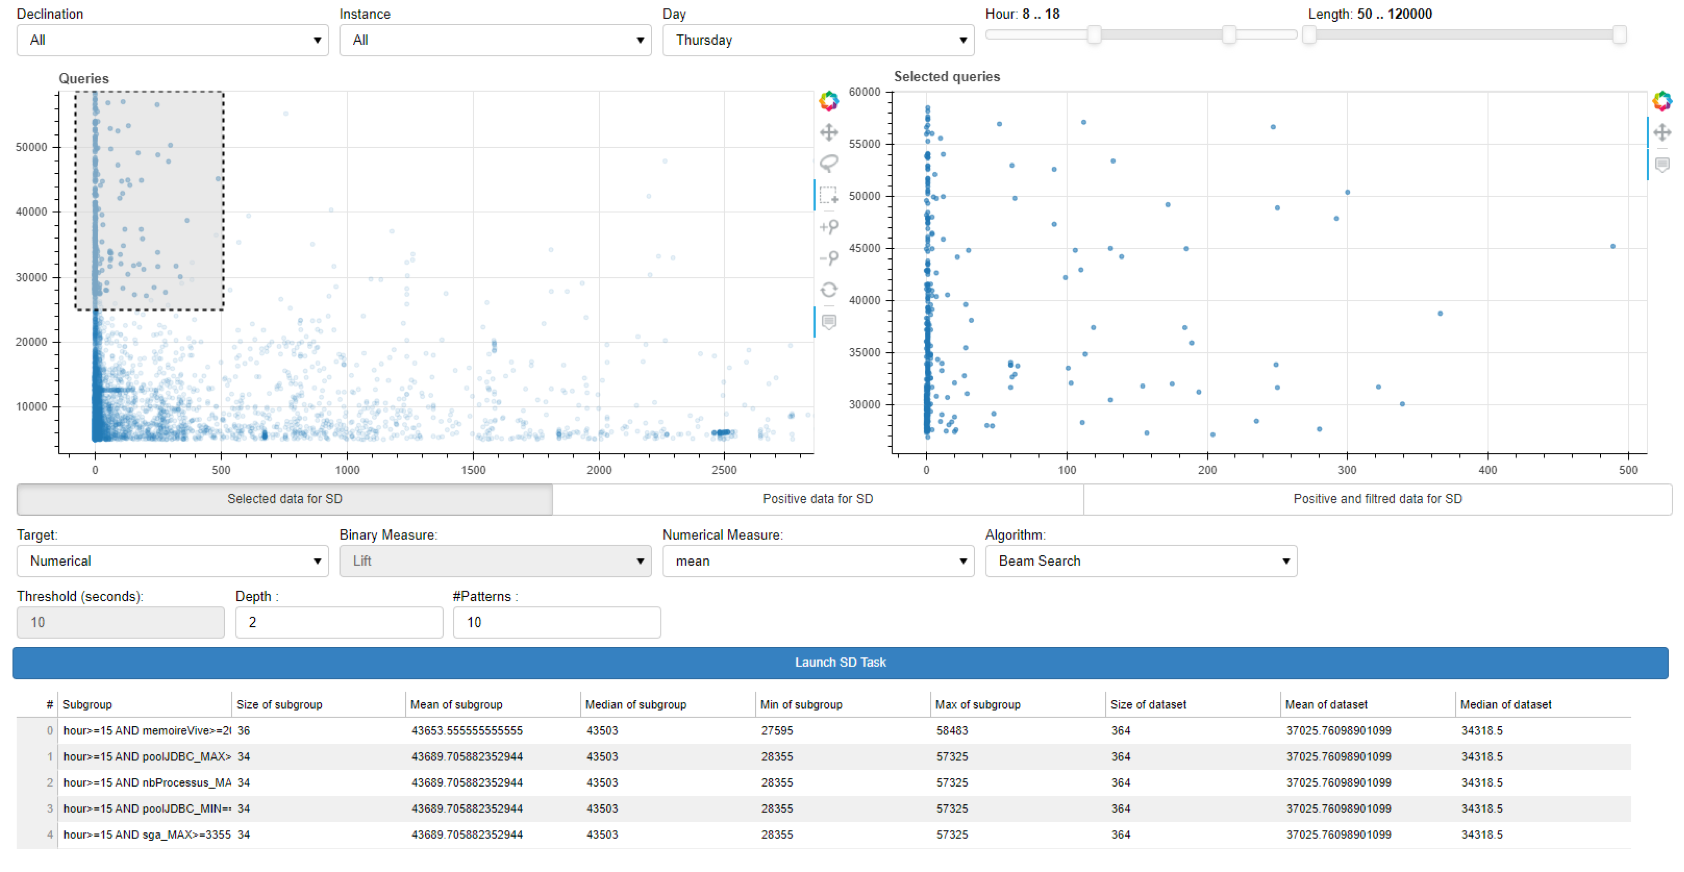 Declination Instance Day Hour: 8 .. 18 Length: 50 .. 120000
All All Thursday
Queries Selected queries
50000
40000
30000
20000
10000
0 500 1000 1500 2000 2500
60000
55000
50000
45000
40000
35000
30000
0 100 200 300 400 500
Selected data for SD Positive data for SD Positive and filtred data for SD
Target: Binary Measure: Numerical Measure: Algorithm:
Numerical Lift mean Beam Search
Threshold (seconds): Depth : #Patterns :
10 2 10
Launch SD Task
# Subgroup Size of subgroup Mean of subgroup Median of subgroup Min of subgroup Max of subgroup Size of dataset Mean of dataset Median of dataset
0 hour>=15 AND memoireVive>=2( 36 43653.555555555555 43503 27595 58483 364 37025.76098901099 34318.5
1 hour>=15 AND poolJDBC_MAX> 34 43689.705882352944 43503 28355 57325 364 37025.76098901099 34318.5
2 hour>=15 AND nbProcessus_MA 34 43689.705882352944 43503 28355 57325 364 37025.76098901099 34318.5
3 hour>=15 AND poolJDBC_MIN= 34 43689.705882352944 43503 28355 57325 364 37025.76098901099 34318.5
4 hour>=15 AND sga_MAX>=3355 34 43689.705882352944 43503 28355 57325 364 37025.76098901099 34318.5